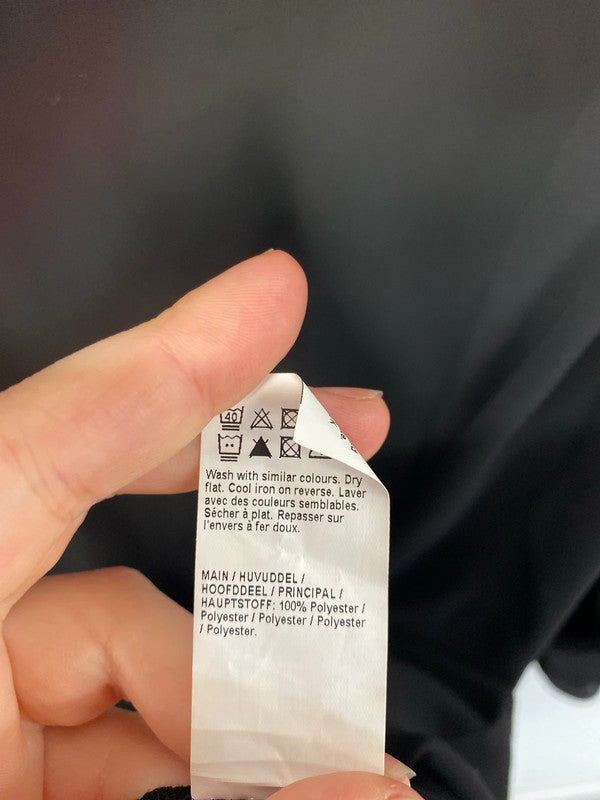 40
Wash with similar colours. Dry
flat. Cool iron on reverse. Laver
avec des couleurs semblables.
Sécher à plat. Repasser sur
l'envers à fer doux.
MAIN / HUVUDDEL /
HOOFDDEEL / PRINCIPAL /
HAUPTSTOFF: 100% Polyester /
Polyester / Polyester / Polyester
/ Polyester.